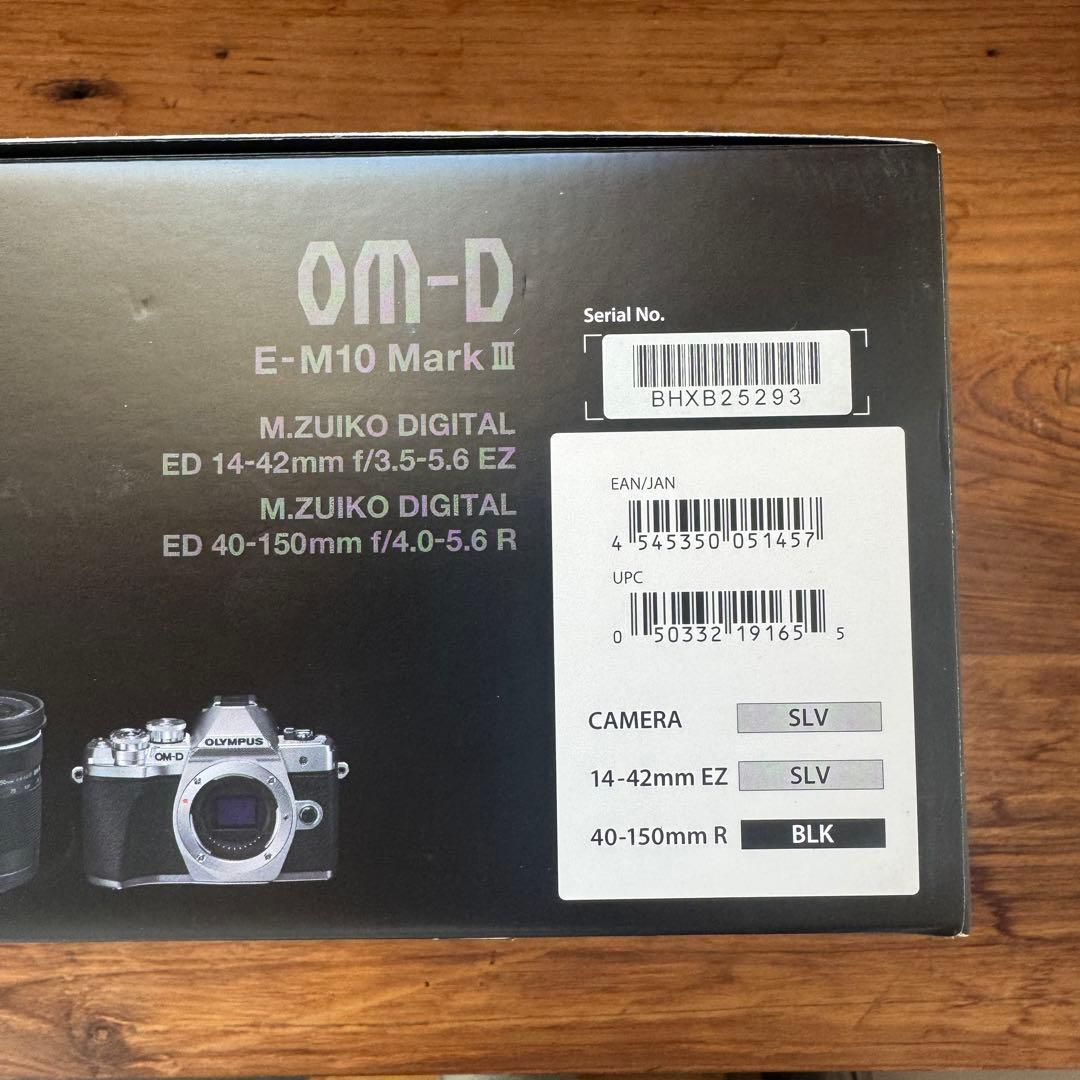 OM-D
E-M10 Mark III
M.ZUIKO DIGITAL
ED 14-42mm f/3.5-5.6 EZ
M.ZUIKO DIGITAL
ED 40-150mm f/4.0-5.6 R
OLYMPUS
OM-D
Serial No.
BHXB25293
EAN/JAN
4 545350 051457
UPC
0 50332 19165 5
CAMERA SLV
14-42mm EZ SLV
40-150mm R BLK